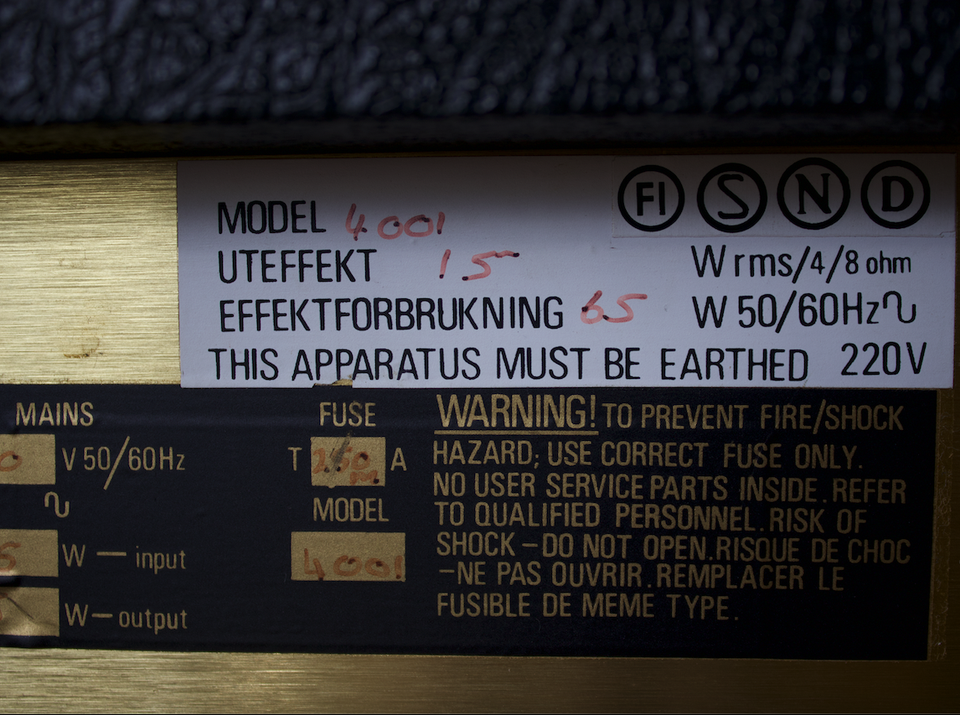 FI S N D
MODEL 4001
UTEFFEKT 15 W rms/4/8 ohm
EFFEKTFORBRUKNING 65 W 50/60Hz∿
THIS APPARATUS MUST BE EARTHED 220V
MAINS
V 50/60Hz
∿
W — input
W — output
FUSE
T A
MODEL
4001
WARNING! TO PREVENT FIRE/SHOCK
HAZARD; USE CORRECT FUSE ONLY.
NO USER SERVICE PARTS INSIDE. REFER
TO QUALIFIED PERSONNEL. RISK OF
SHOCK – DO NOT OPEN. RISQUE DE CHOC
– NE PAS OUVRIR. REMPLACER LE
FUSIBLE DE MEME TYPE.